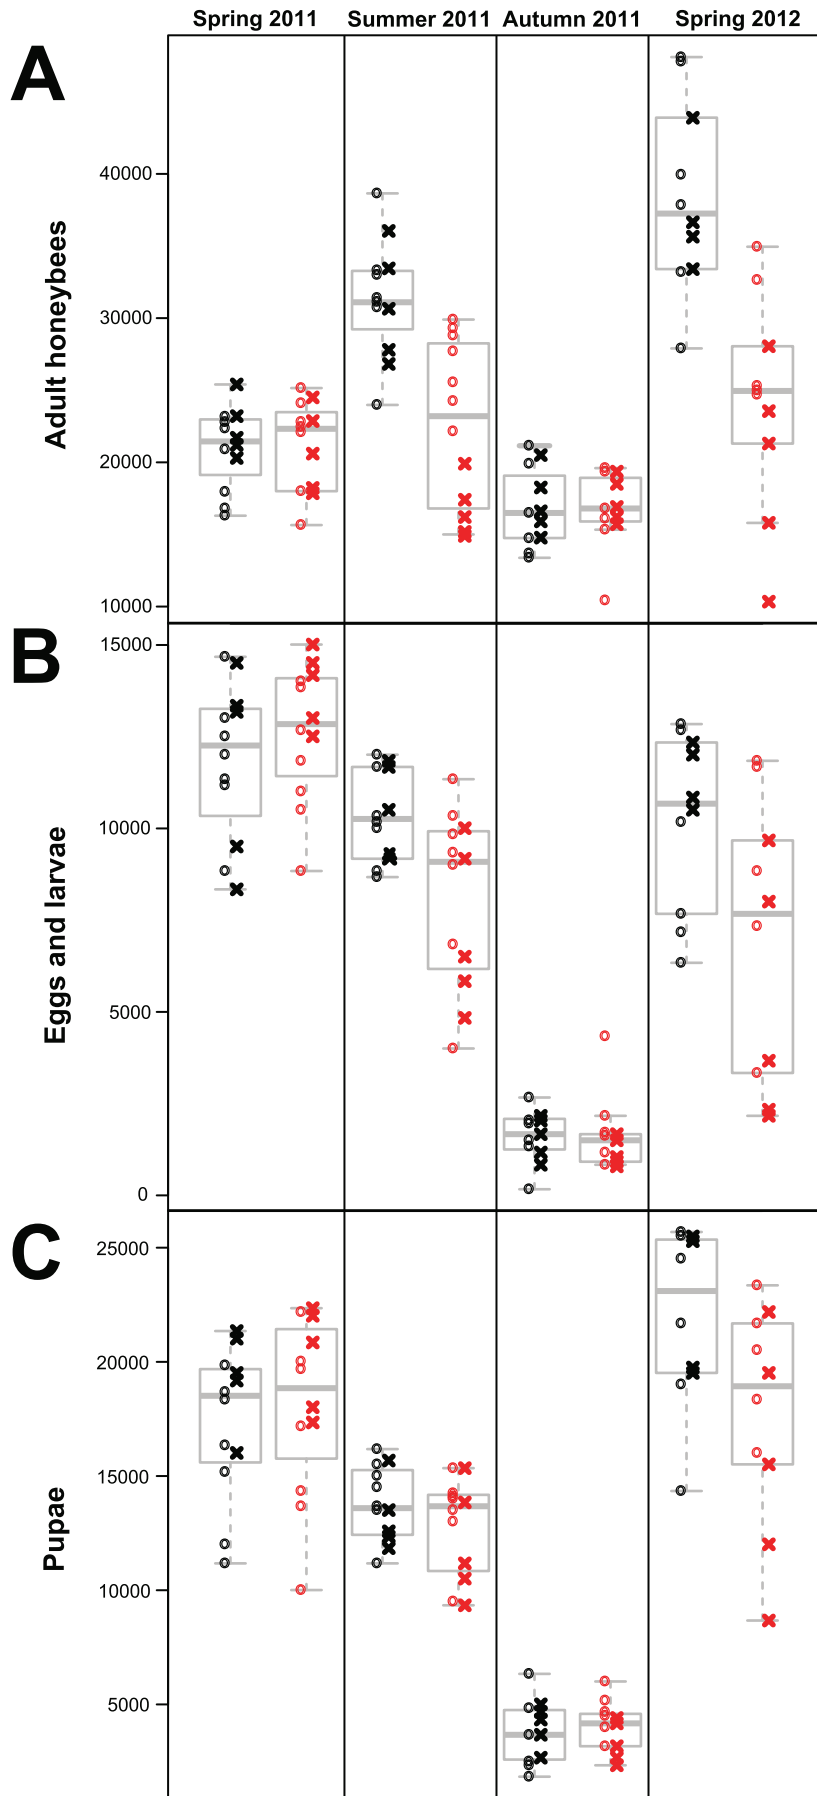 Spring 2011 Summer 2011 Autumn 2011 Spring 2012
A
Adult honeybees
40000
30000
20000
10000
B
Eggs and larvae
15000
10000
5000
0
C
Pupae
25000
20000
15000
10000
5000